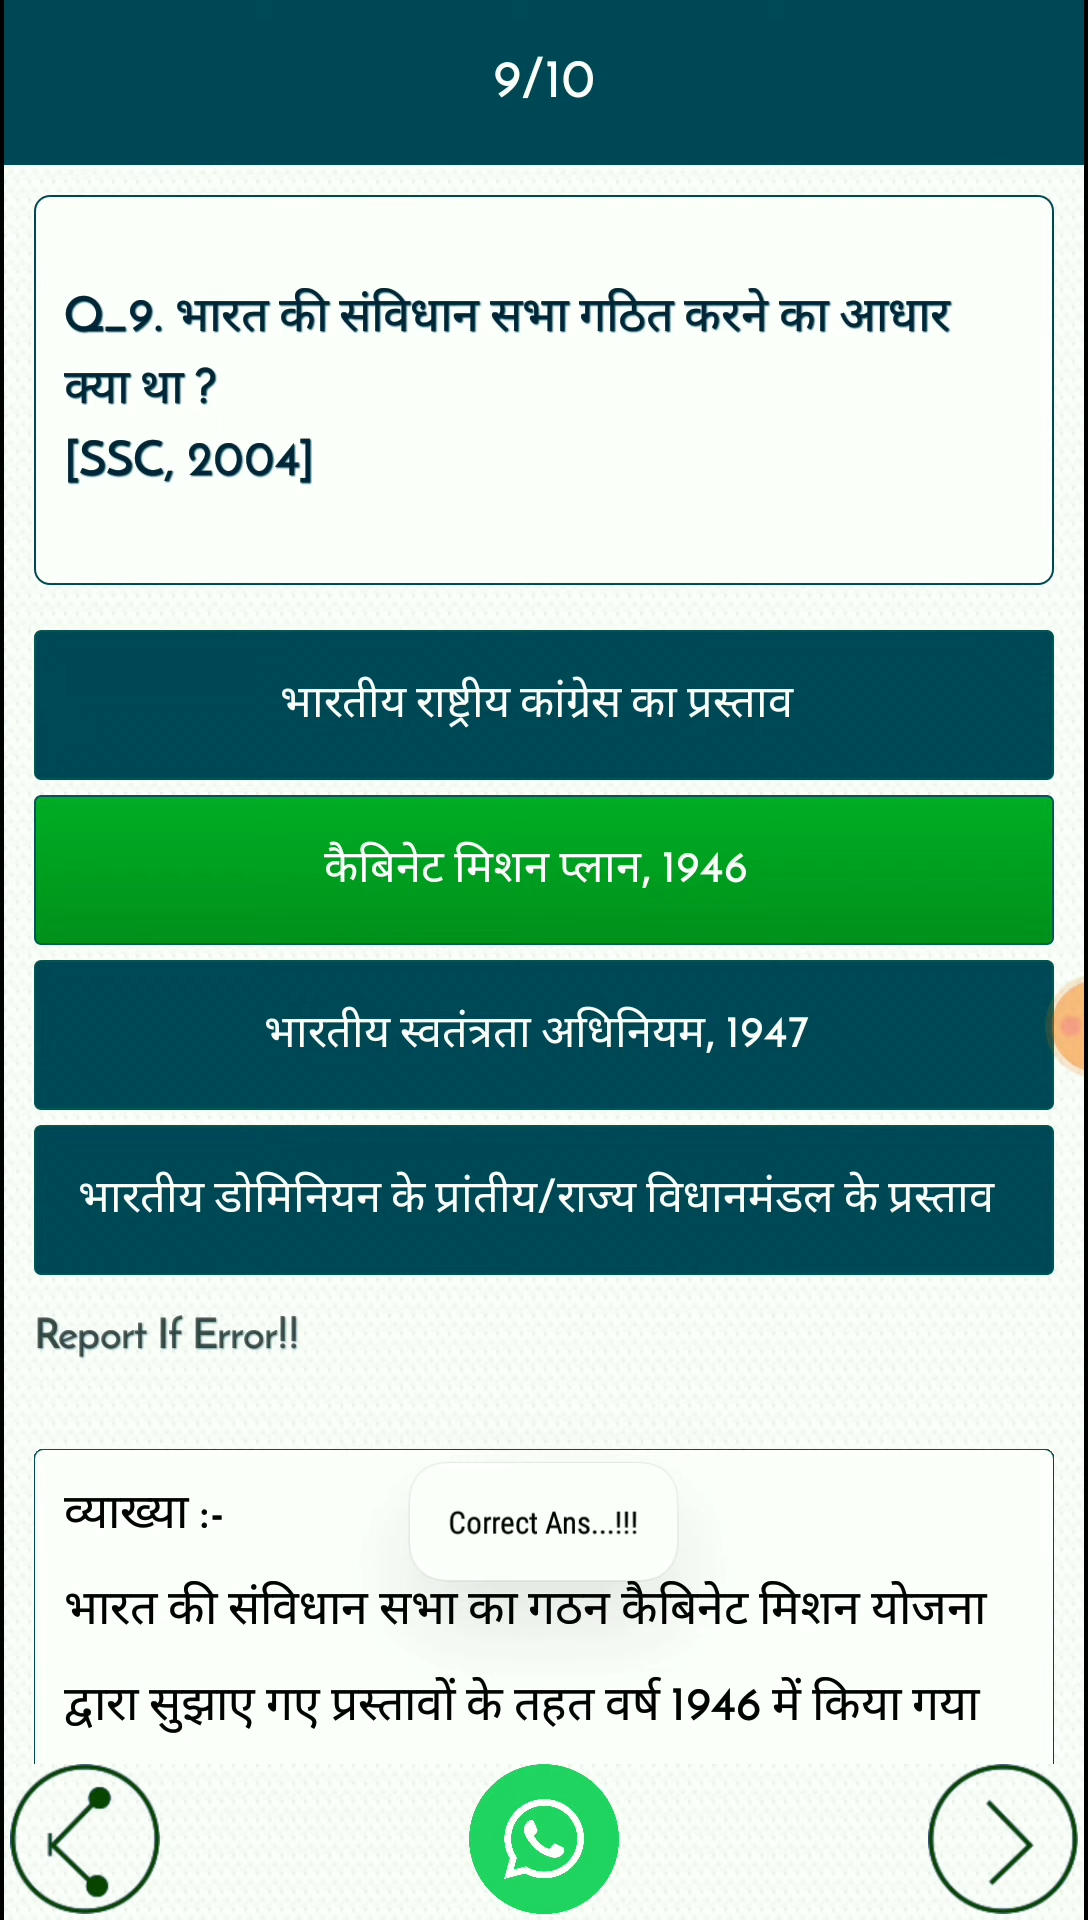 9/10
Q_9. भारत की संविधान सभा गठित करने का आधार
क्या था ?
[SSC, 2004]
भारतीय राष्ट्रीय कांग्रेस का प्रस्ताव
कैबिनेट मिशन प्लान, 1946
भारतीय स्वतंत्रता अधिनियम, 1947
भारतीय डोमिनियन के प्रांतीय/राज्य विधानमंडल के प्रस्ताव
Report If Error!!
व्याख्या :-
Correct Ans...!!!
भारत की संविधान सभा का गठन कैबिनेट मिशन योजना
द्वारा सुझाए गए प्रस्तावों के तहत वर्ष 1946 में किया गया